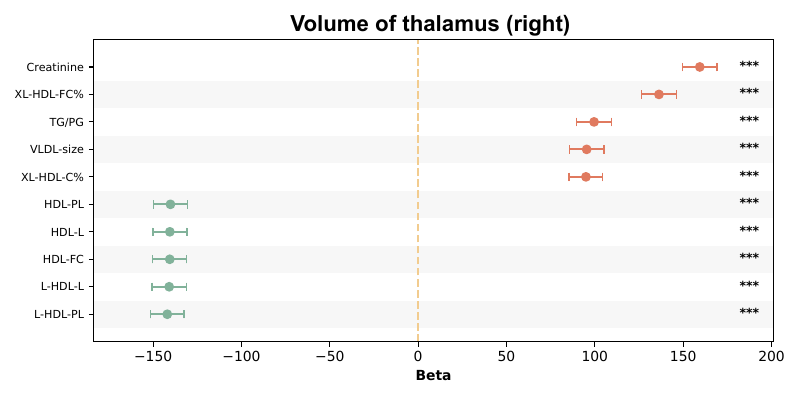 Volume of thalamus (right)
Creatinine ***
XL-HDL-FC% ***
TG/PG ***
VLDL-size ***
XL-HDL-C% ***
HDL-PL ***
HDL-L ***
HDL-FC ***
L-HDL-L ***
L-HDL-PL ***
−150 −100 −50 0 50 100 150 200
Beta